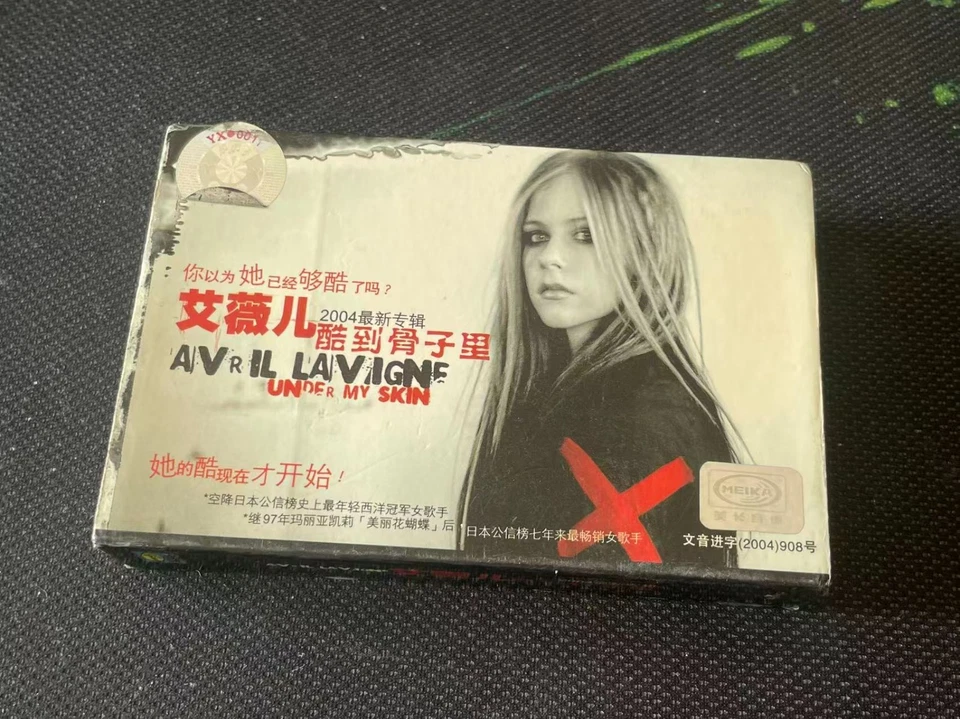 YX●001
你以为她已经够酷了吗？
艾薇儿2004最新专辑
酷到骨子里
AVRIL LAVIGNE
UNDER MY SKIN
她的酷现在才开始！
*空降日本公信榜史上最年轻西洋冠军女歌手
*继97年玛丽亚凯莉「美丽花蝴蝶」后，日本公信榜七年来最畅销女歌手
MEIKA
文音进字(2004)908号